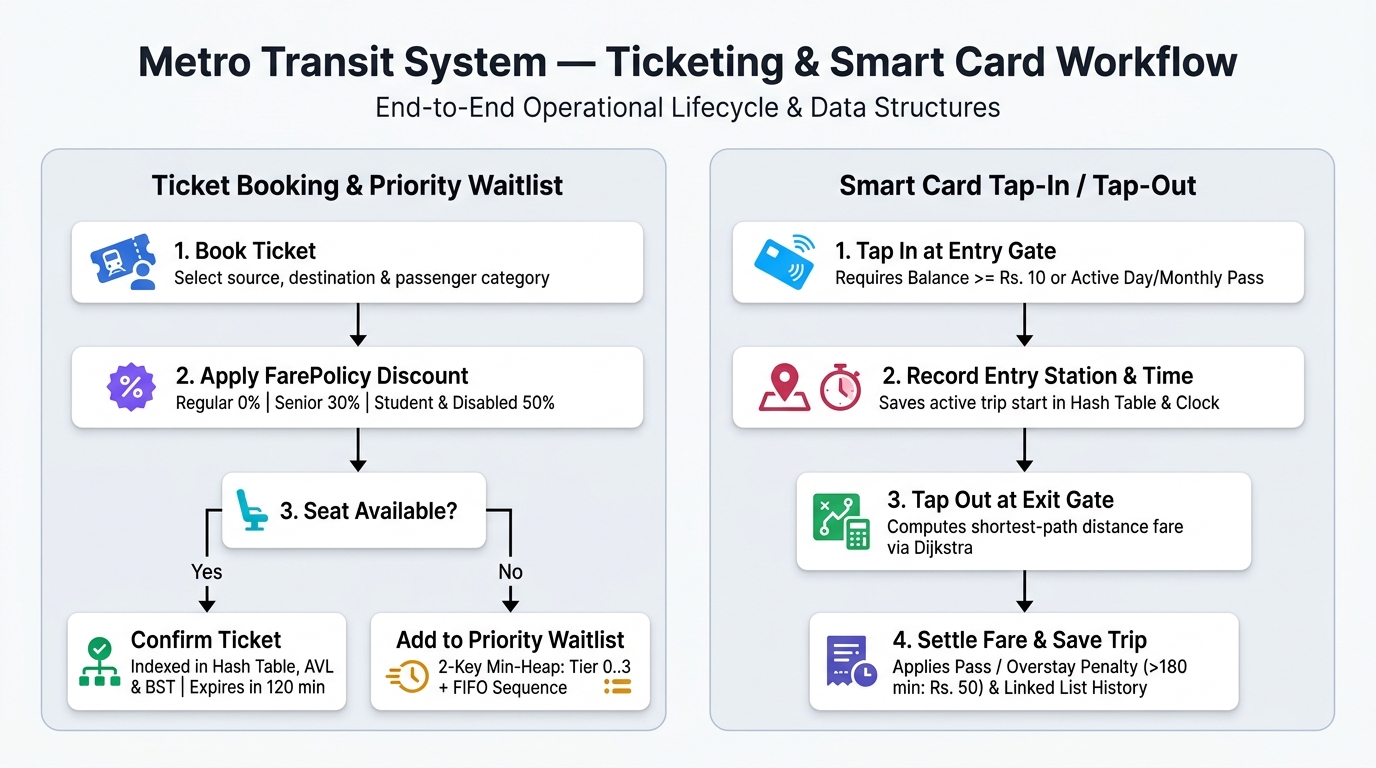 Metro Transit System — Ticketing & Smart Card Workflow
End-to-End Operational Lifecycle & Data Structures
Ticket Booking & Priority Waitlist
1. Book Ticket
Select source, destination & passenger category
2. Apply FarePolicy Discount
Regular 0% | Senior 30% | Student & Disabled 50%
3. Seat Available?
Yes
No
Confirm Ticket
Indexed in Hash Table, AVL
& BST | Expires in 120 min
Add to Priority Waitlist
2-Key Min-Heap: Tier 0..3
+ FIFO Sequence
Smart Card Tap-In / Tap-Out
1. Tap In at Entry Gate
Requires Balance >= Rs. 10 or Active Day/Monthly Pass
2. Record Entry Station & Time
Saves active trip start in Hash Table & Clock
3. Tap Out at Exit Gate
Computes shortest-path distance fare
via Dijkstra
4. Settle Fare & Save Trip
Applies Pass / Overstay Penalty (>180
min: Rs. 50) & Linked List History